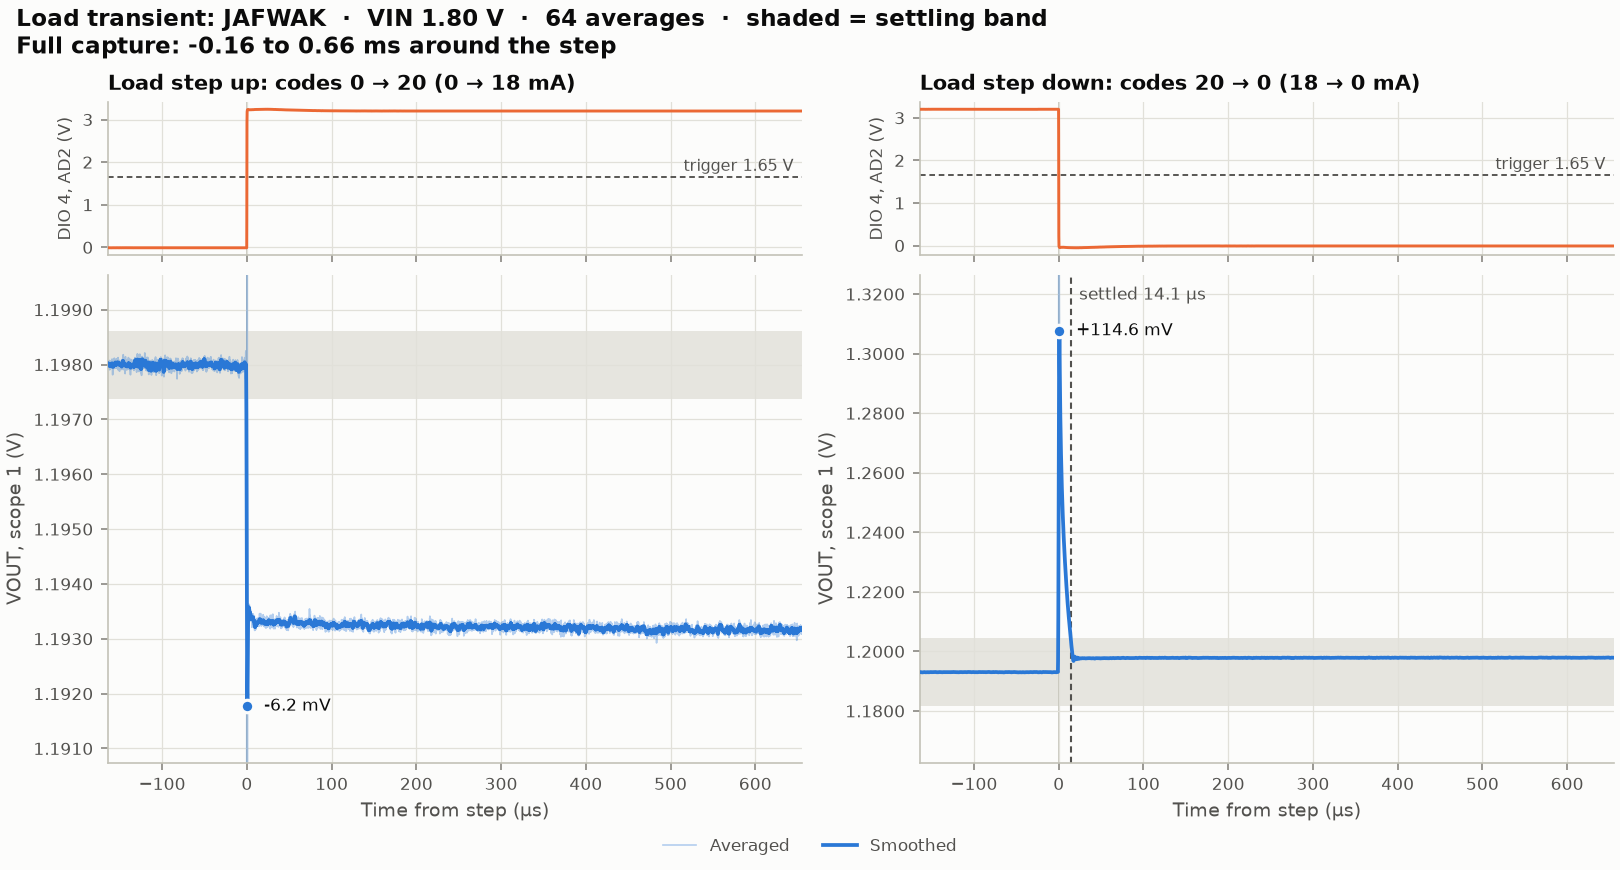 Load transient: JAFWAK · VIN 1.80 V · 64 averages · shaded = settling band
Full capture: -0.16 to 0.66 ms around the step
Load step up: codes 0 → 20 (0 → 18 mA)
DIO 4, AD2 (V)
3
2
1
0
trigger 1.65 V
VOUT, scope 1 (V)
1.1990
1.1980
1.1970
1.1960
1.1950
1.1940
1.1930
1.1920
1.1910
-6.2 mV
−100 0 100 200 300 400 500 600
Time from step (µs)
Load step down: codes 20 → 0 (18 → 0 mA)
DIO 4, AD2 (V)
3
2
1
0
trigger 1.65 V
VOUT, scope 1 (V)
1.3200
1.3000
1.2800
1.2600
1.2400
1.2200
1.2000
1.1800
settled 14.1 µs
+114.6 mV
−100 0 100 200 300 400 500 600
Time from step (µs)
Averaged Smoothed